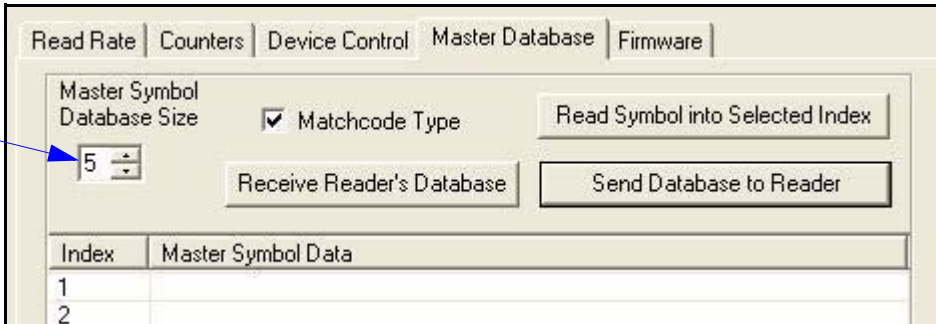 Read Rate Counters Device Control Master Database Firmware
Master Symbol
Database Size
Matchcode Type
Read Symbol into Selected Index
5
Receive Reader's Database
Send Database to Reader
Index Master Symbol Data
1
2